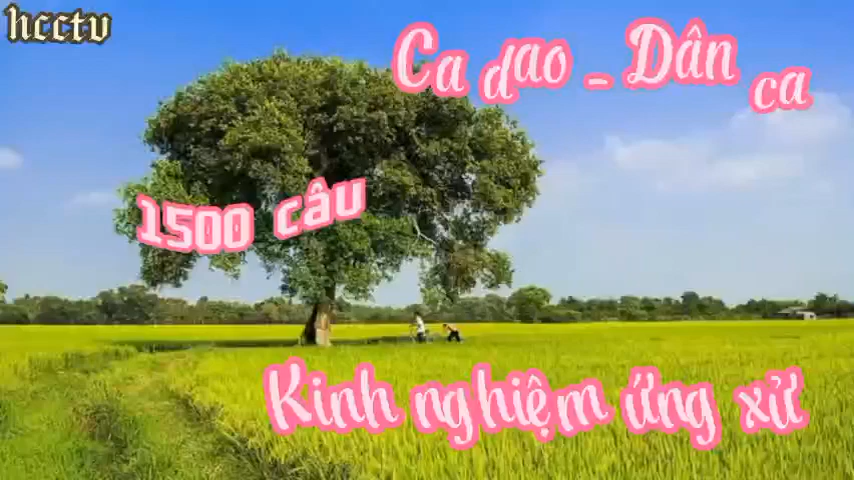 hcctv
Ca dao - Dân ca
1500 câu
Kinh nghiệm ứng xử